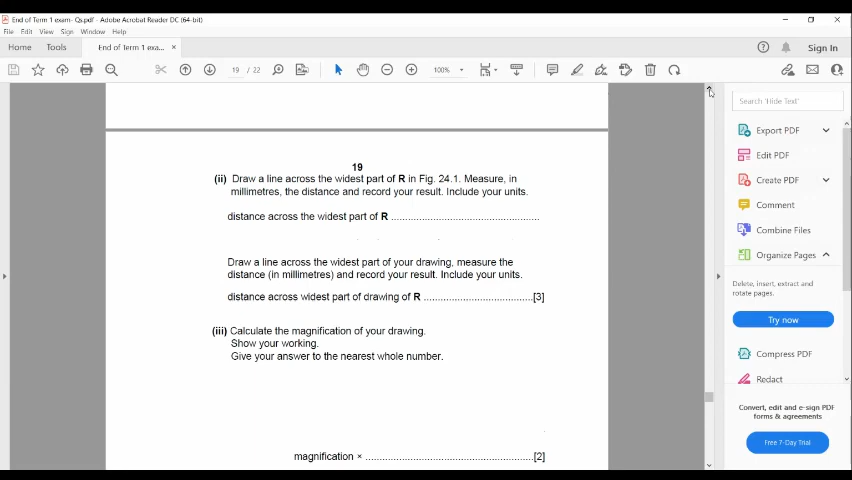 End of Term 1 exam- Qs.pdf - Adobe Acrobat Reader DC (64-bit)
File Edit View Sign Window Help
Home Tools End of Term 1 exa... × Sign In
19 / 22 100%
Search 'Hide Text'
Export PDF
Edit PDF
Create PDF
Comment
Combine Files
Organize Pages
Delete, insert, extract and
rotate pages.
Try now
Compress PDF
Redact
Convert, edit and e-sign PDF
forms & agreements
Free 7-Day Trial
19
(ii) Draw a line across the widest part of R in Fig. 24.1. Measure, in
millimetres, the distance and record your result. Include your units.
distance across the widest part of R ..........................................
Draw a line across the widest part of your drawing, measure the
distance (in millimetres) and record your result. Include your units.
distance across widest part of drawing of R ...............................[3]
(iii) Calculate the magnification of your drawing.
Show your working.
Give your answer to the nearest whole number.
magnification × ...............................................[2]